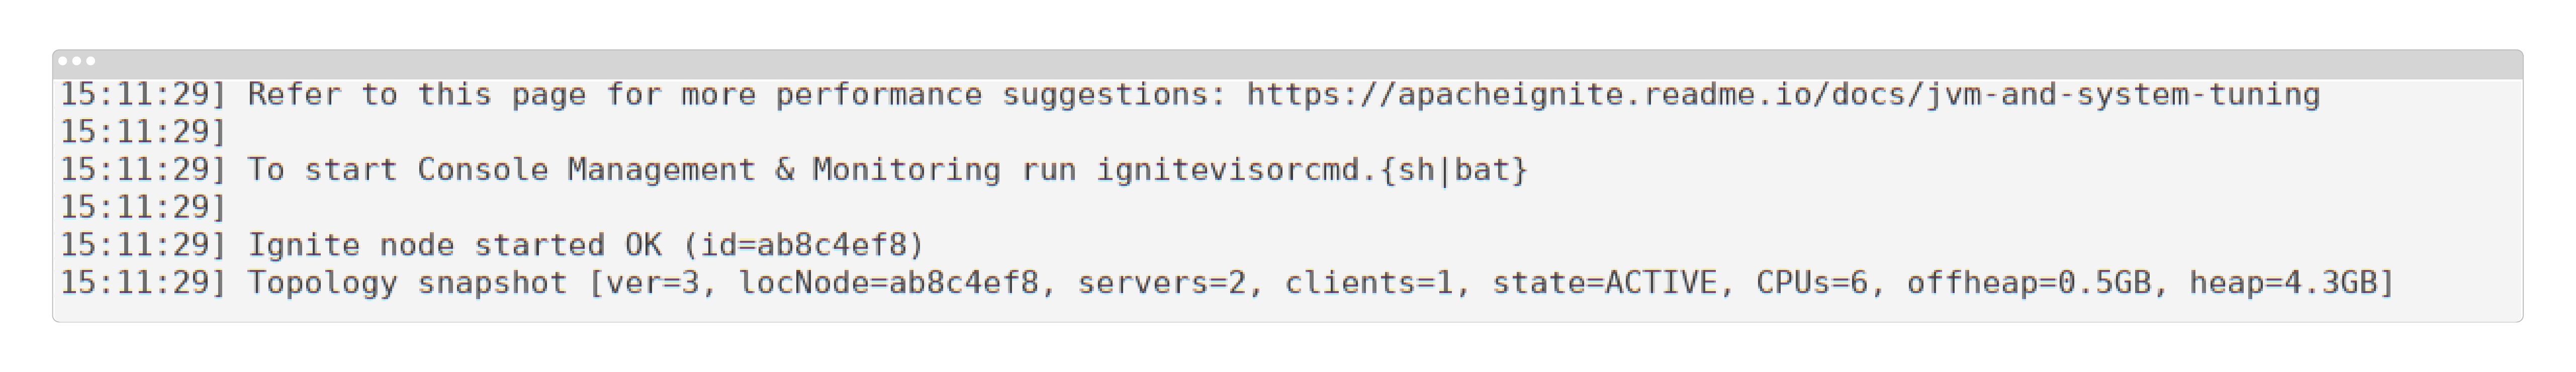 15:11:29] Refer to this page for more performance suggestions: https://apacheignite.readme.io/docs/jvm-and-system-tuning
15:11:29]
15:11:29] To start Console Management & Monitoring run ignitevisorcmd.{sh|bat}
15:11:29]
15:11:29] Ignite node started OK (id=ab8c4ef8)
15:11:29] Topology snapshot [ver=3, locNode=ab8c4ef8, servers=2, clients=1, state=ACTIVE, CPUs=6, offheap=0.5GB, heap=4.3GB]